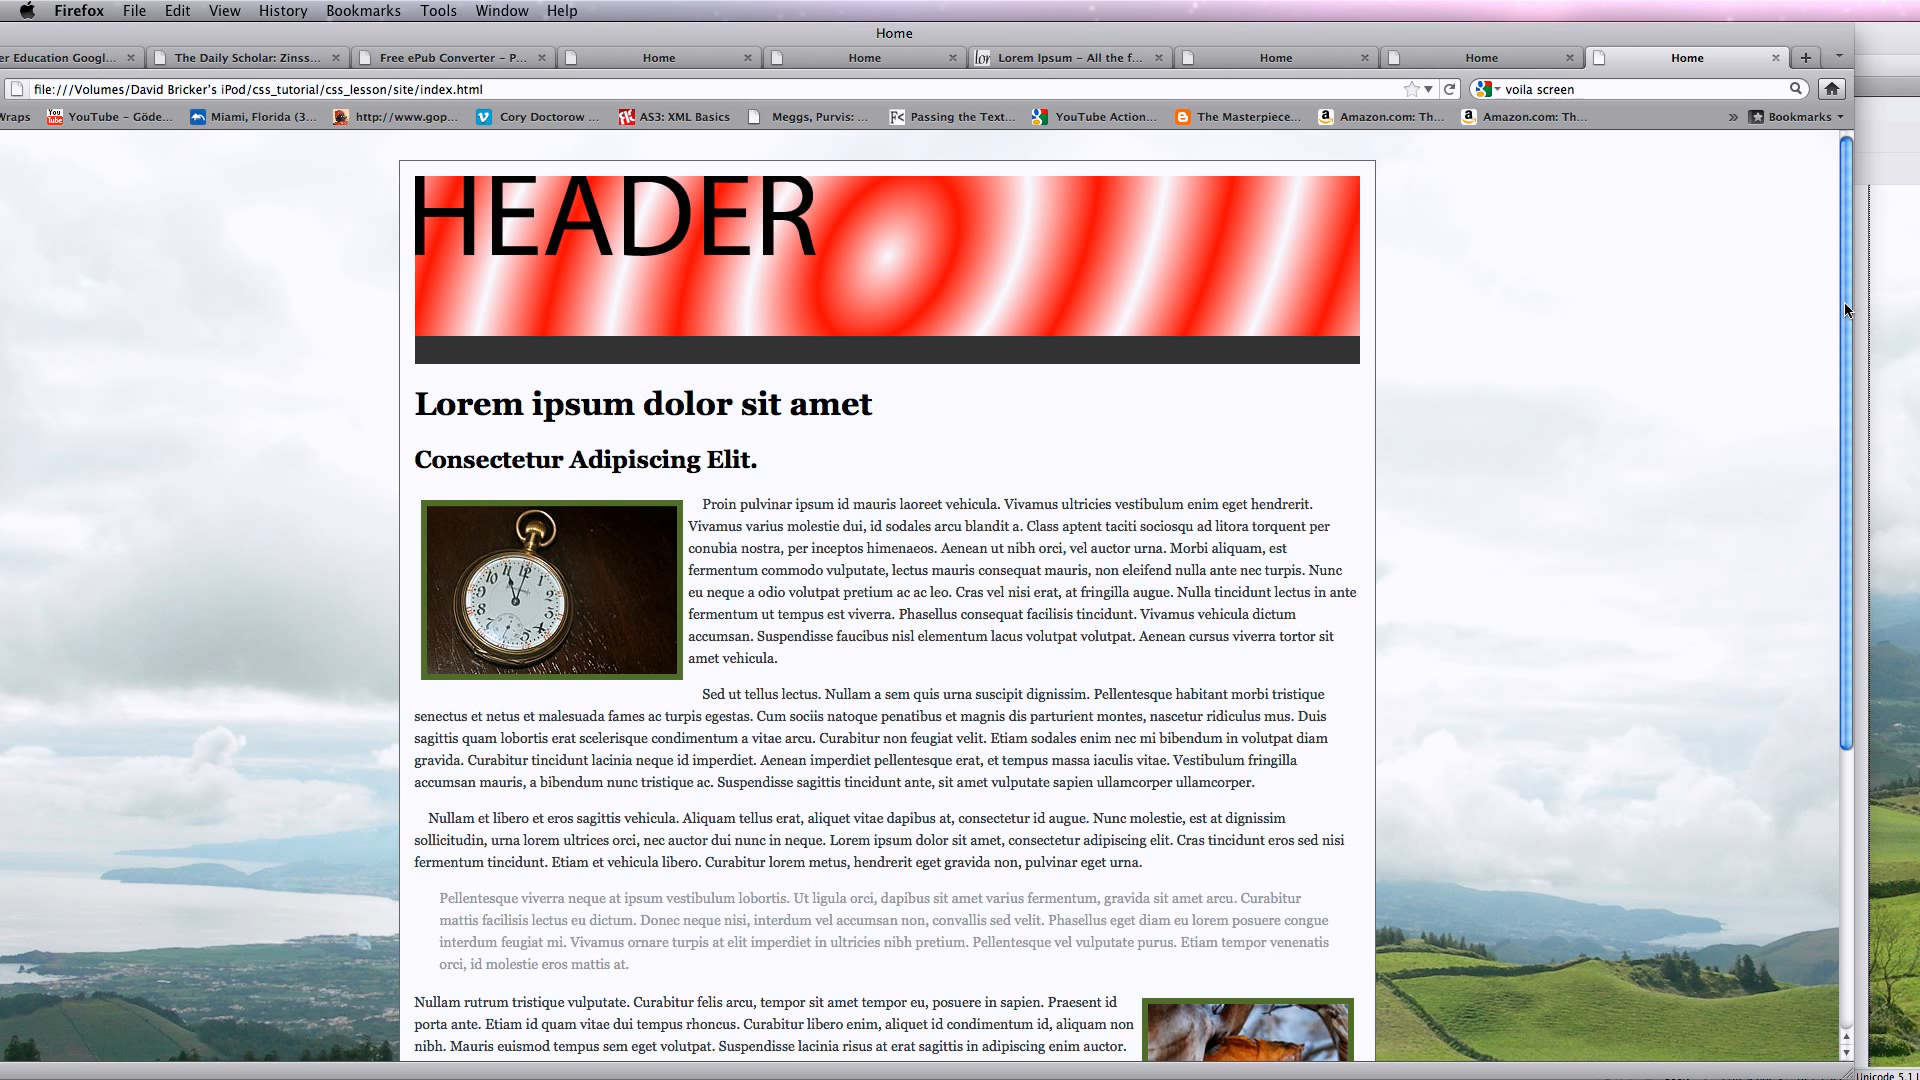 Firefox File Edit View History Bookmarks Tools Window Help
Home
er Education Googl... The Daily Scholar: Zinss... Free ePub Converter – P... Home Home Lorem Ipsum – All the f... Home Home Home
file:///Volumes/David Bricker's iPod/css_tutorial/css_lesson/site/index.html voila screen
Wraps YouTube – Göde... Miami, Florida (3... http://www.gop... Cory Doctorow ... AS3: XML Basics Meggs, Purvis: ... Passing the Text... YouTube Action... The Masterpiece... Amazon.com: Th... Amazon.com: Th... » Bookmarks
HEADER
Lorem ipsum dolor sit amet
Consectetur Adipiscing Elit.
Proin pulvinar ipsum id mauris laoreet vehicula. Vivamus ultricies vestibulum enim eget hendrerit.
Vivamus varius molestie dui, id sodales arcu blandit a. Class aptent taciti sociosqu ad litora torquent per
conubia nostra, per inceptos himenaeos. Aenean ut nibh orci, vel auctor urna. Morbi aliquam, est
fermentum commodo vulputate, lectus mauris consequat mauris, non eleifend nulla ante nec turpis. Nunc
eu neque a odio volutpat pretium ac ac leo. Cras vel nisi erat, at fringilla augue. Nulla tincidunt lectus in ante
fermentum ut tempus est viverra. Phasellus consequat facilisis tincidunt. Vivamus vehicula dictum
accumsan. Suspendisse faucibus nisl elementum lacus volutpat volutpat. Aenean cursus viverra tortor sit
amet vehicula.
Sed ut tellus lectus. Nullam a sem quis urna suscipit dignissim. Pellentesque habitant morbi tristique
senectus et netus et malesuada fames ac turpis egestas. Cum sociis natoque penatibus et magnis dis parturient montes, nascetur ridiculus mus. Duis
sagittis quam lobortis erat scelerisque condimentum a vitae arcu. Curabitur non feugiat velit. Etiam sodales enim nec mi bibendum in volutpat diam
gravida. Curabitur tincidunt lacinia neque id imperdiet. Aenean imperdiet pellentesque erat, et tempus massa iaculis vitae. Vestibulum fringilla
accumsan mauris, a bibendum nunc tristique ac. Suspendisse sagittis tincidunt ante, sit amet vulputate sapien ullamcorper ullamcorper.
Nullam et libero et eros sagittis vehicula. Aliquam tellus erat, aliquet vitae dapibus at, consectetur id augue. Nunc molestie, est at dignissim
sollicitudin, urna lorem ultrices orci, nec auctor dui nunc in neque. Lorem ipsum dolor sit amet, consectetur adipiscing elit. Cras tincidunt eros sed nisi
fermentum tincidunt. Etiam et vehicula libero. Curabitur lorem metus, hendrerit eget gravida non, pulvinar eget urna.
Pellentesque viverra neque at ipsum vestibulum lobortis. Ut ligula orci, dapibus sit amet varius fermentum, gravida sit amet arcu. Curabitur
mattis facilisis lectus eu dictum. Donec neque nisi, interdum vel accumsan non, convallis sed velit. Phasellus eget diam eu lorem posuere congue
interdum feugiat mi. Vivamus ornare turpis at elit imperdiet in ultricies nibh pretium. Pellentesque vel vulputate purus. Etiam tempor venenatis
orci, id molestie eros mattis at.
Nullam rutrum tristique vulputate. Curabitur felis arcu, tempor sit amet tempor eu, posuere in sapien. Praesent id
porta ante. Etiam id quam vitae dui tempus rhoncus. Curabitur libero enim, aliquet id condimentum id, aliquam non
nibh. Mauris euismod tempus sem eget volutpat. Suspendisse lacinia risus at erat sagittis in adipiscing enim auctor.
Unicode 5.1